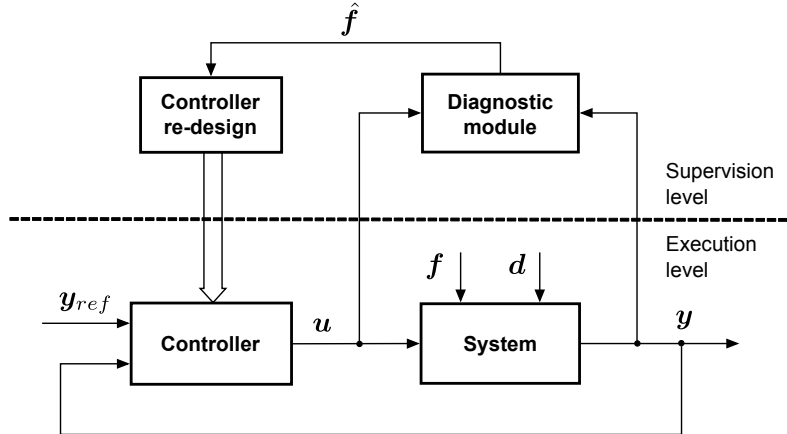 f̂
Controller
re-design
Diagnostic
module
Supervision
level
Execution
level
f
d
y_ref
u
y
Controller
System